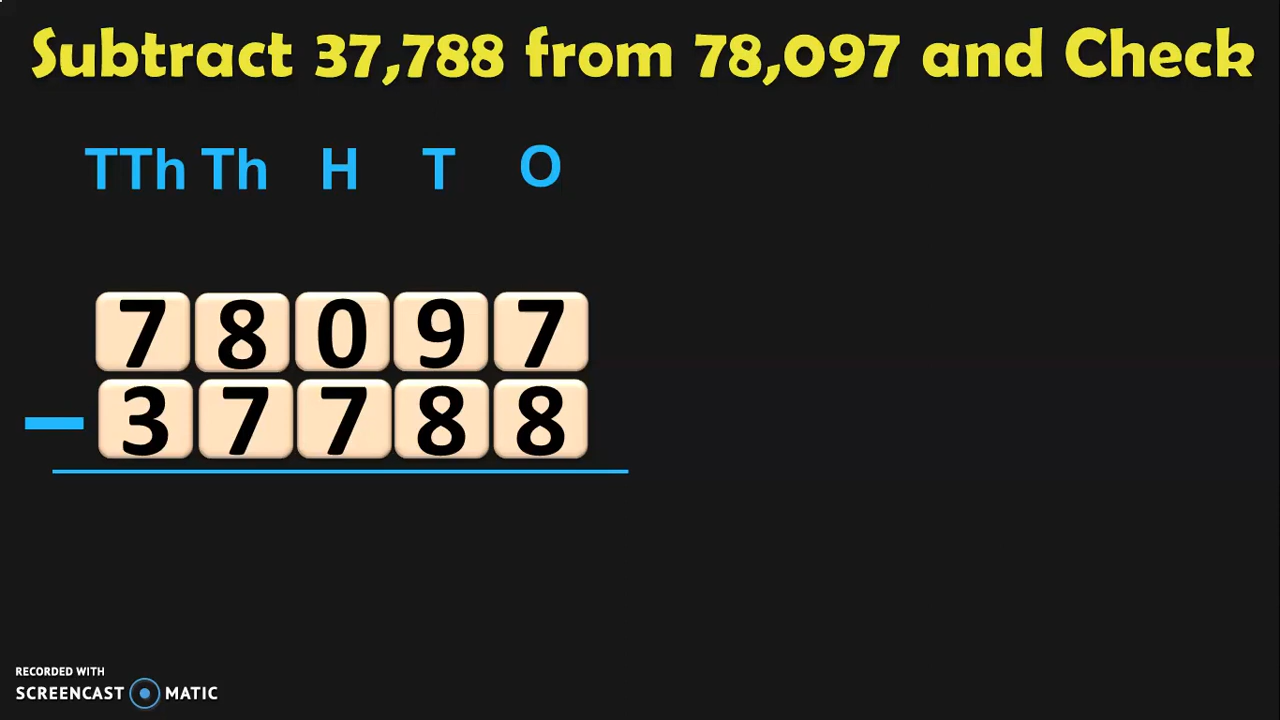 Subtract 37,788 from 78,097 and Check
TTh Th H T O
7 8 0 9 7
- 3 7 7 8 8
RECORDED WITH
SCREENCAST MATIC